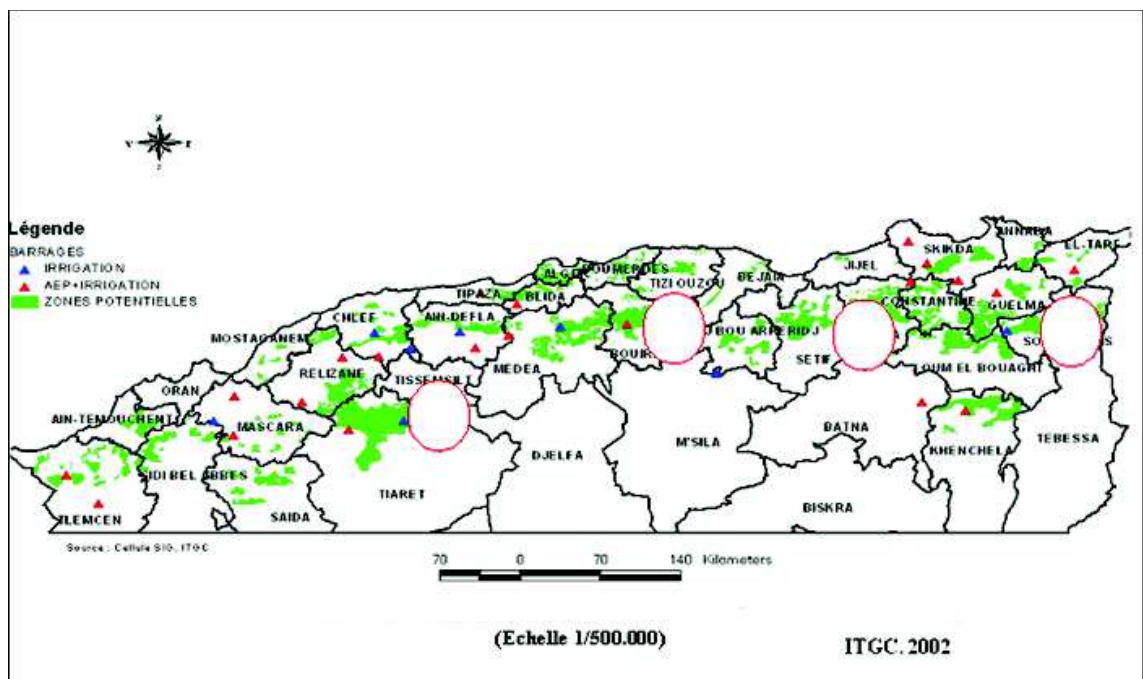 Légende
BARRAGES
IRRIGATION
AEP+IRRIGATION
ZONES POTENTIELLES
ANNABA
SKIKDA
EL-TARF
JIJEL
BEJAIA
BOUMERDES
TIZI OUZOU
TIPAZA
BLIDA
CONSTANTINE
GUELMA
CHLEF
AIN-DEFLA
MOSTAGANEM
BOU ARRERIDJ
SETIF
MEDEA
OUM EL BOUAGHI
RELIZANE
TISSEMSILT
ORAN
AIN-TEMOUCHENT
MASCARA
BATNA
M'SILA
TEBESSA
KHENCHELA
DJELFA
IDI BEL ABBES
TIARET
BISKRA
SAIDA
TLEMCEN
Source : Cellule SIG, ITGC
70 0 70 140 Kilometers
(Echelle 1/500.000)
ITGC. 2002